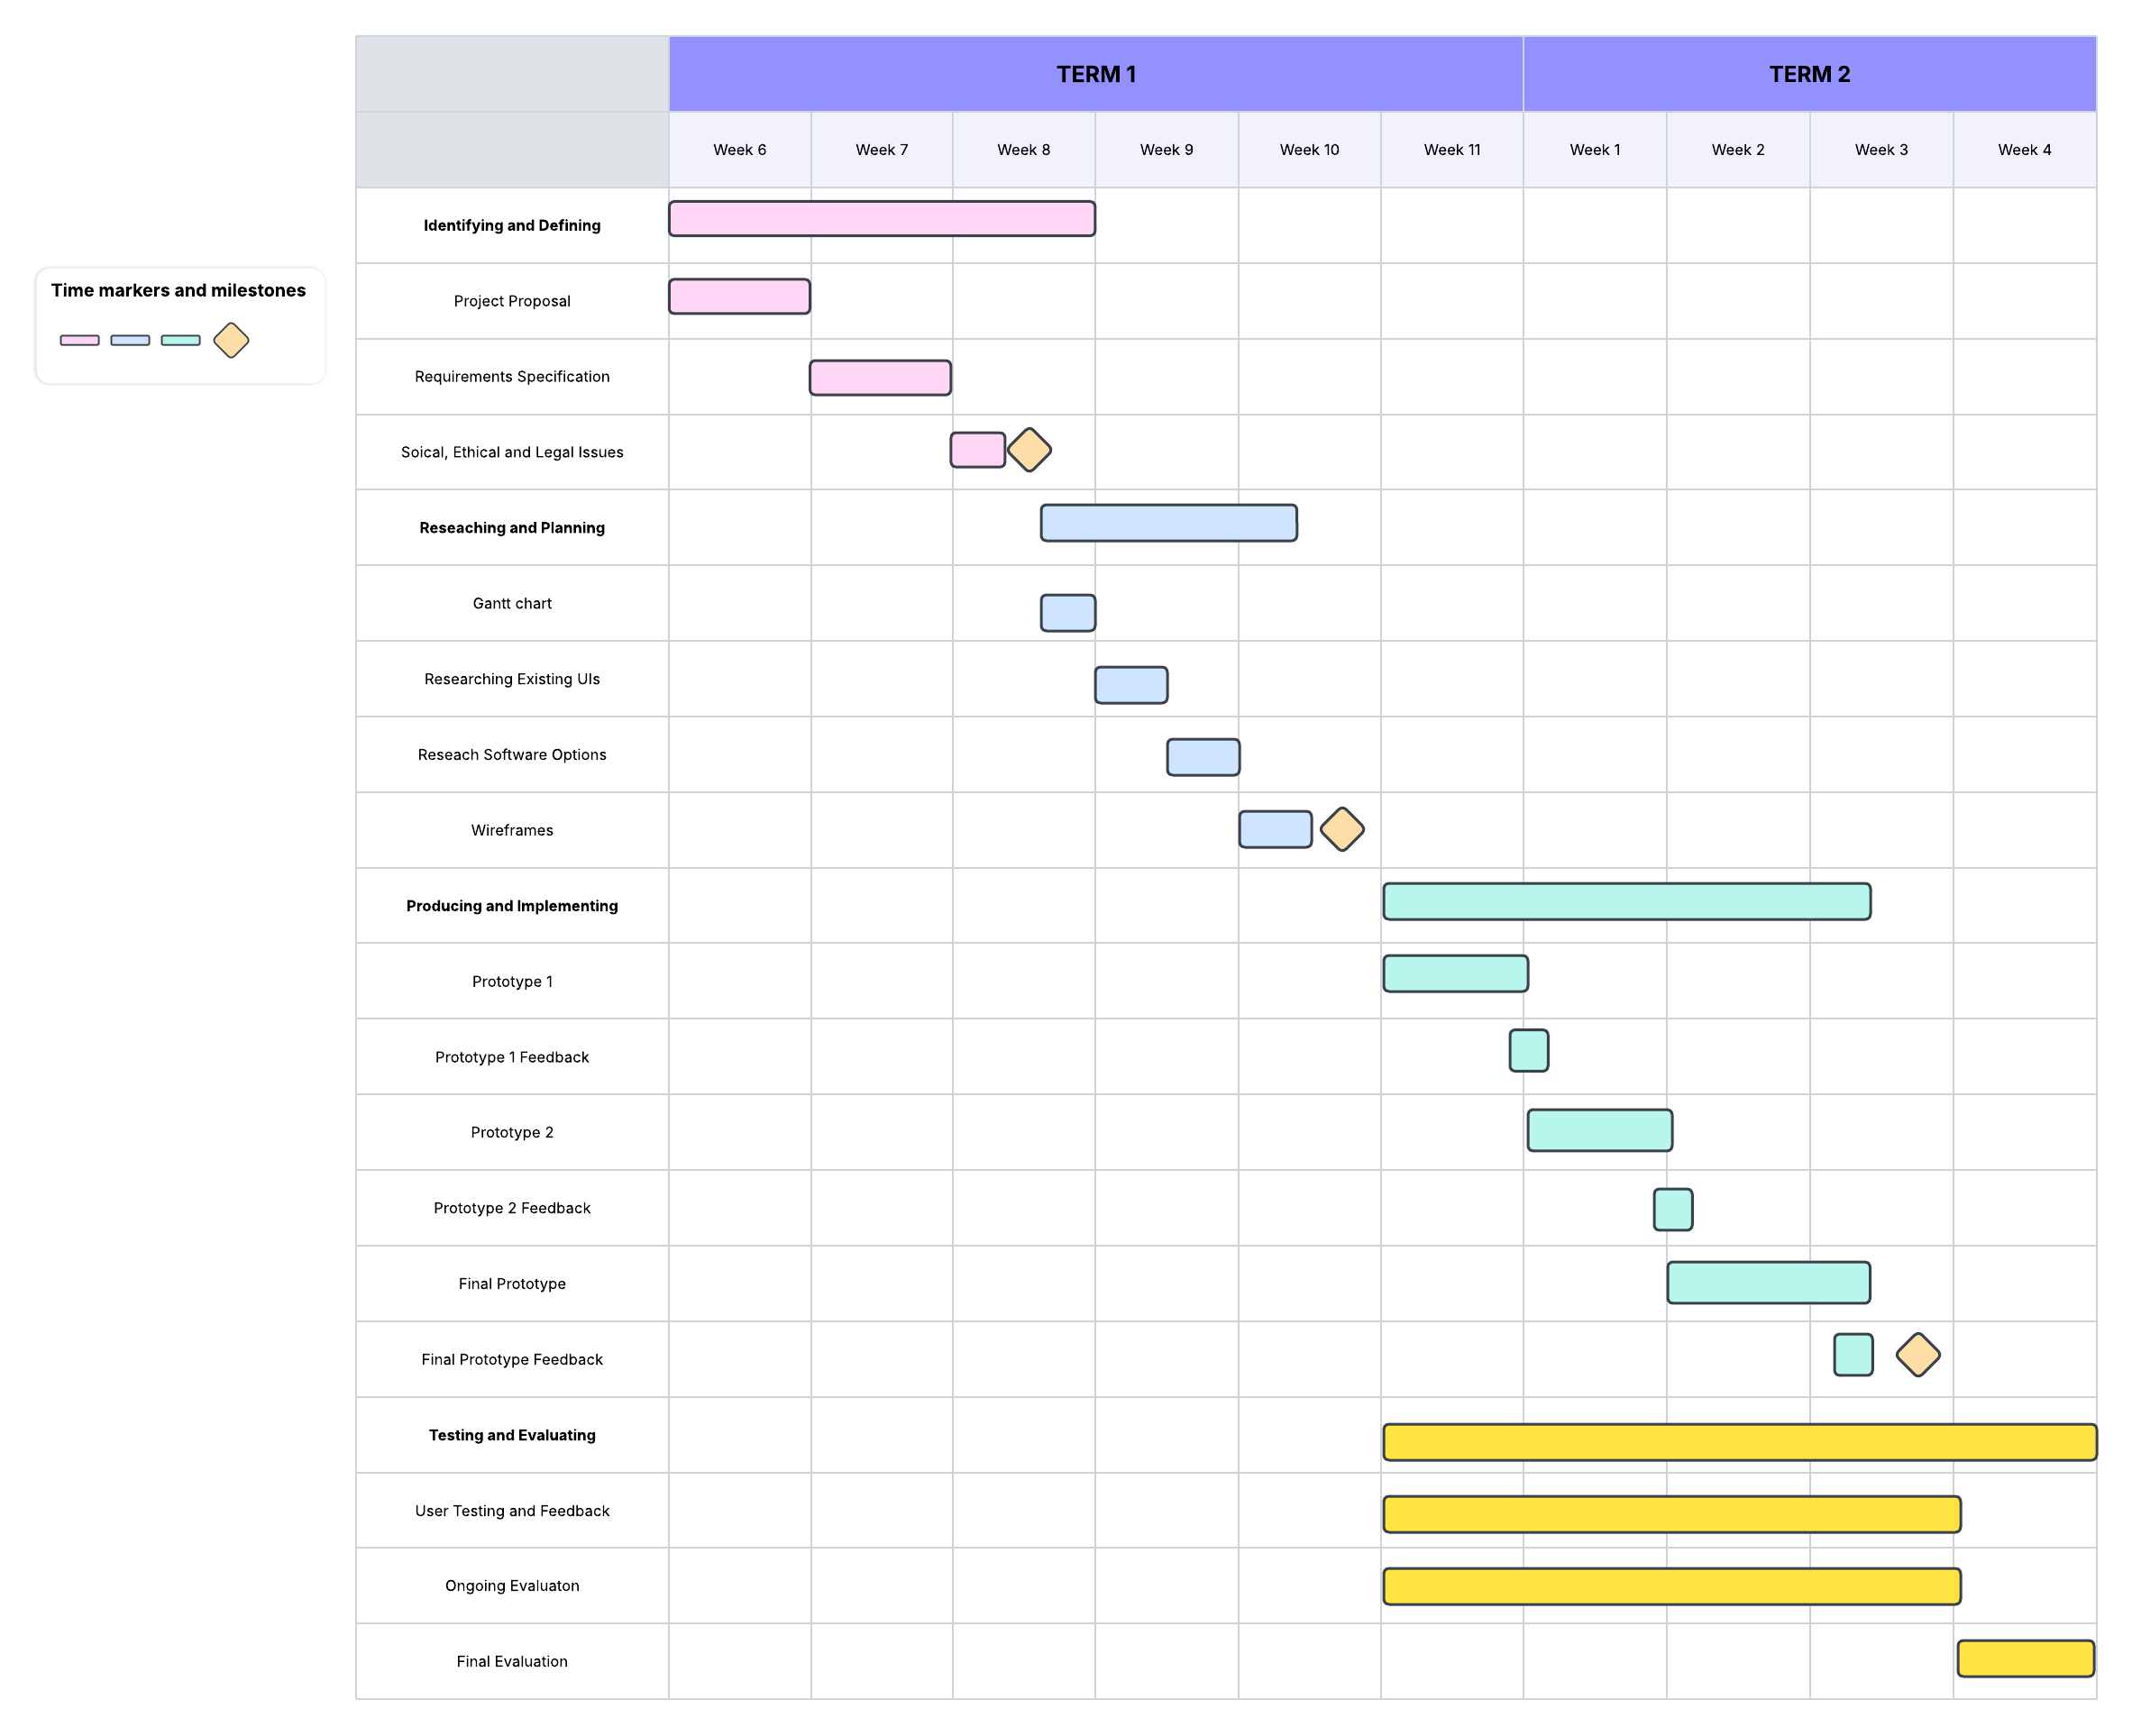 TERM 1
TERM 2
Week 6
Week 7
Week 8
Week 9
Week 10
Week 11
Week 1
Week 2
Week 3
Week 4
Identifying and Defining
Time markers and milestones
Project Proposal
Requirements Specification
Soical, Ethical and Legal Issues
Reseaching and Planning
Gantt chart
Researching Existing UIs
Reseach Software Options
Wireframes
Producing and Implementing
Prototype 1
Prototype 1 Feedback
Prototype 2
Prototype 2 Feedback
Final Prototype
Final Prototype Feedback
Testing and Evaluating
User Testing and Feedback
Ongoing Evaluaton
Final Evaluation